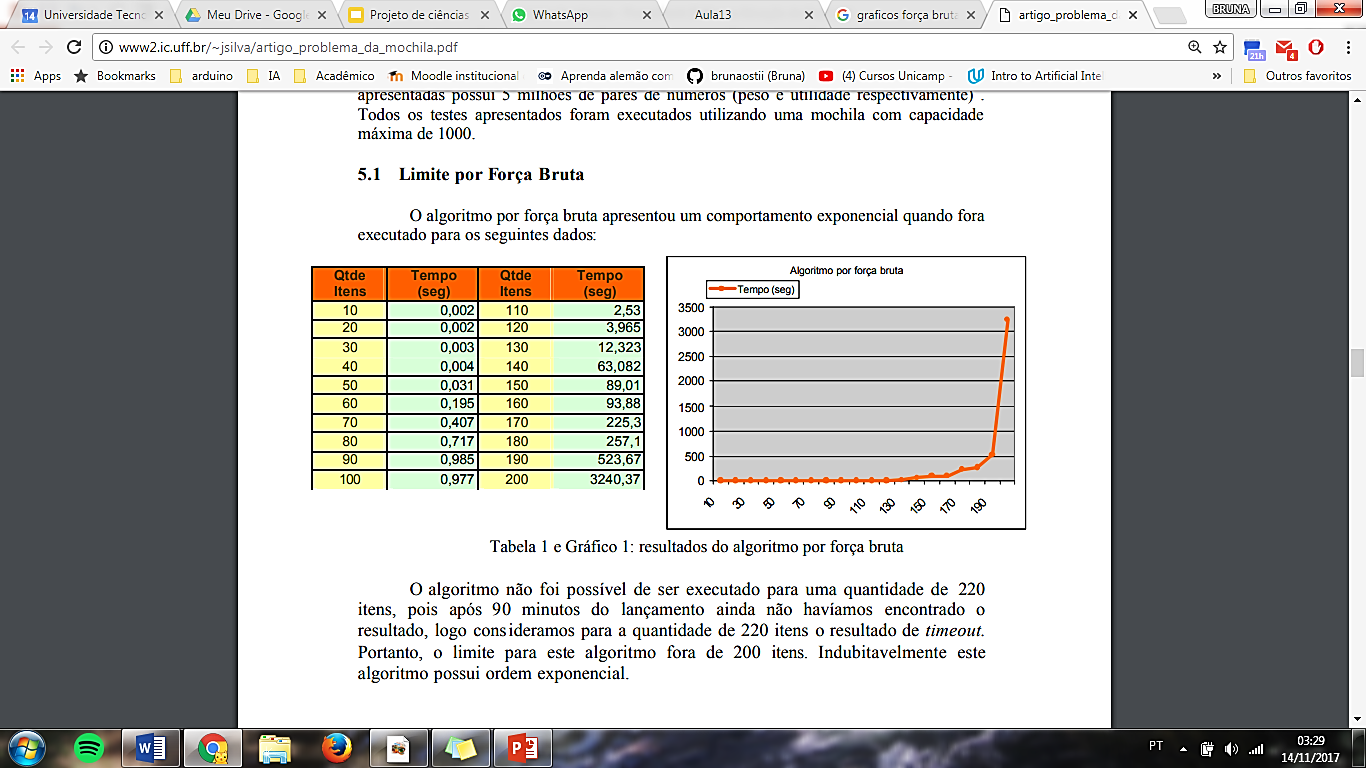 Universidade Tecno
Meu Drive - Google
Projeto de ciências
WhatsApp
Aula13
graficos força bruta
artigo_problema_d
BRUNA
www2.ic.uff.br/~jsilva/artigo_problema_da_mochila.pdf
21h
4
Apps
Bookmarks
arduino
IA
Acadêmico
Moodle institucional
Aprenda alemão com
brunaostii (Bruna)
(4) Cursos Unicamp -
Intro to Artificial Intel
»
Outros favoritos
apresentadas possui 5 milhões de pares de números (peso e utilidade respectivamente) .
Todos os testes apresentados foram executados utilizando uma mochila com capacidade
máxima de 1000.
5.1 Limite por Força Bruta
O algoritmo por força bruta apresentou um comportamento exponencial quando fora
executado para os seguintes dados:
Qtde Itens Tempo (seg) Qtde Itens Tempo (seg)
10 0,002 110 2,53
20 0,002 120 3,965
30 0,003 130 12,323
40 0,004 140 63,082
50 0,031 150 89,01
60 0,195 160 93,88
70 0,407 170 225,3
80 0,717 180 257,1
90 0,985 190 523,67
100 0,977 200 3240,37
Algoritmo por força bruta
Tempo (seg)
3500
3000
2500
2000
1500
1000
500
0
10 30 50 70 90 110 130 150 170 190
Tabela 1 e Gráfico 1: resultados do algoritmo por força bruta
O algoritmo não foi possível de ser executado para uma quantidade de 220
itens, pois após 90 minutos do lançamento ainda não havíamos encontrado o
resultado, logo consideramos para a quantidade de 220 itens o resultado de timeout.
Portanto, o limite para este algoritmo fora de 200 itens. Indubitavelmente este
algoritmo possui ordem exponencial.
PT
03:29
14/11/2017